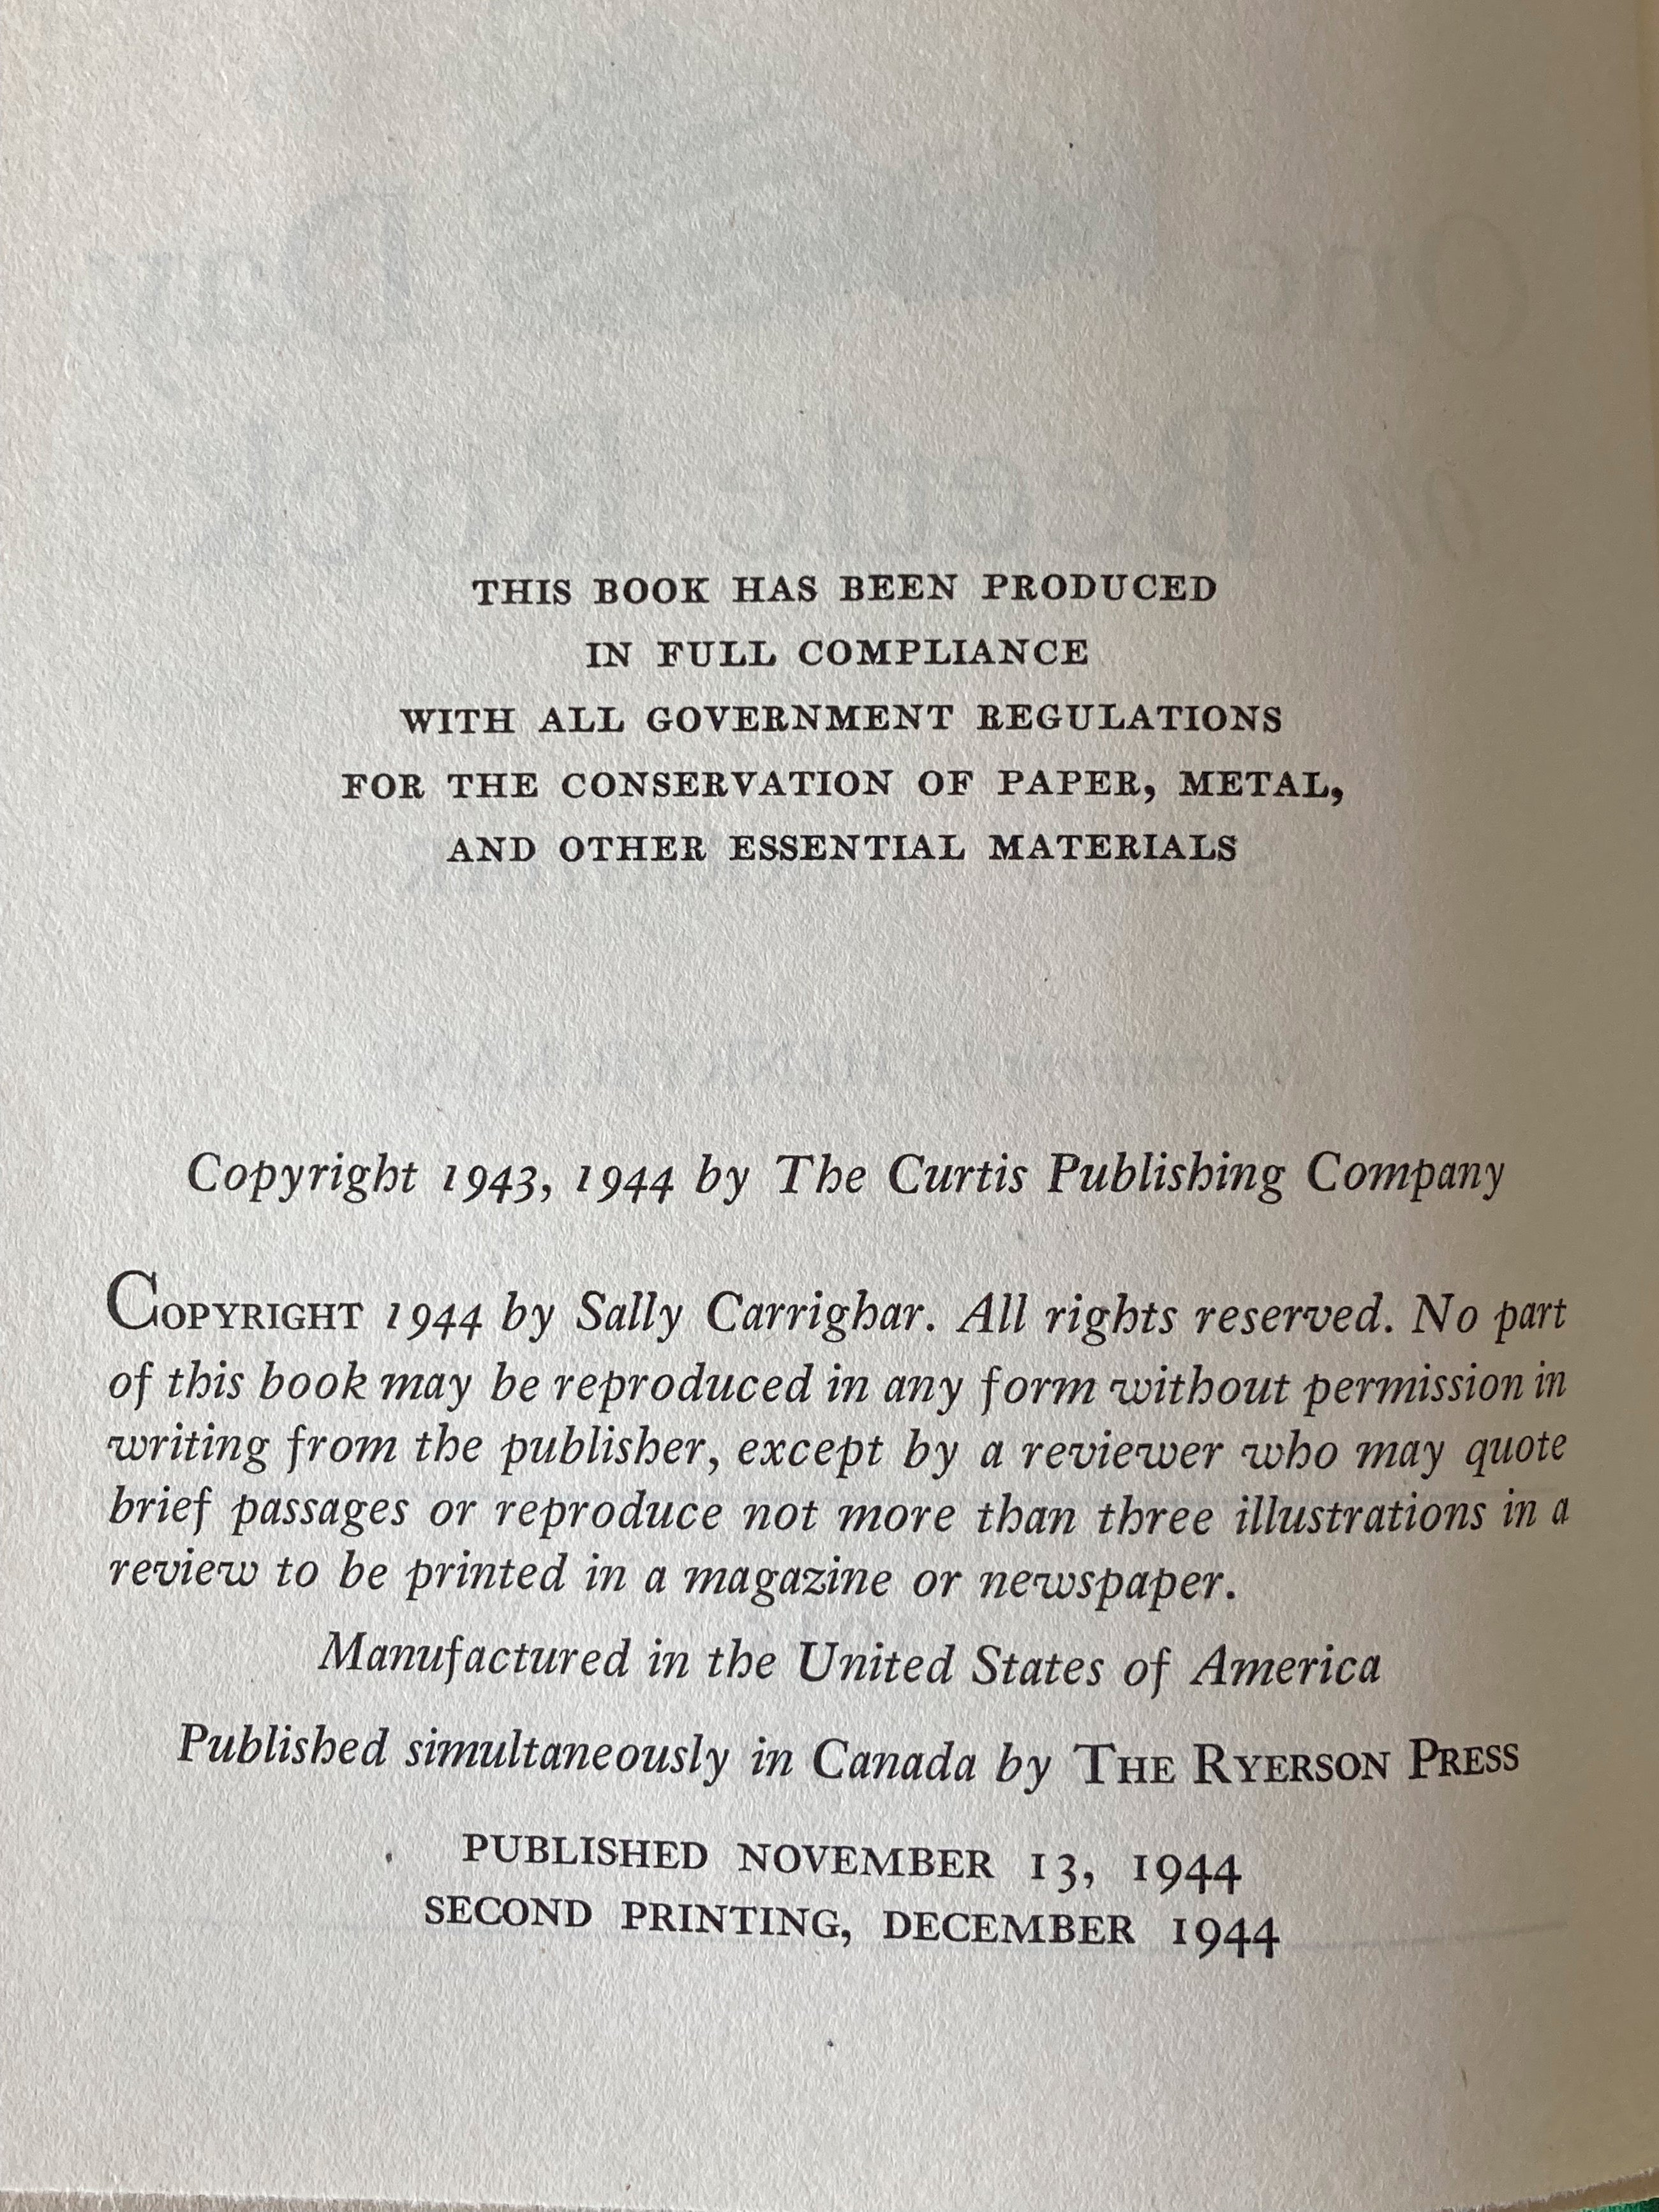 THIS BOOK HAS BEEN PRODUCED
IN FULL COMPLIANCE
WITH ALL GOVERNMENT REGULATIONS
FOR THE CONSERVATION OF PAPER, METAL,
AND OTHER ESSENTIAL MATERIALS
Copyright 1943, 1944 by The Curtis Publishing Company
COPYRIGHT 1944 by Sally Carrighar. All rights reserved. No part
of this book may be reproduced in any form without permission in
writing from the publisher, except by a reviewer who may quote
brief passages or reproduce not more than three illustrations in a
review to be printed in a magazine or newspaper.
Manufactured in the United States of America
Published simultaneously in Canada by THE RYERSON PRESS
PUBLISHED NOVEMBER 13, 1944
SECOND PRINTING, DECEMBER 1944